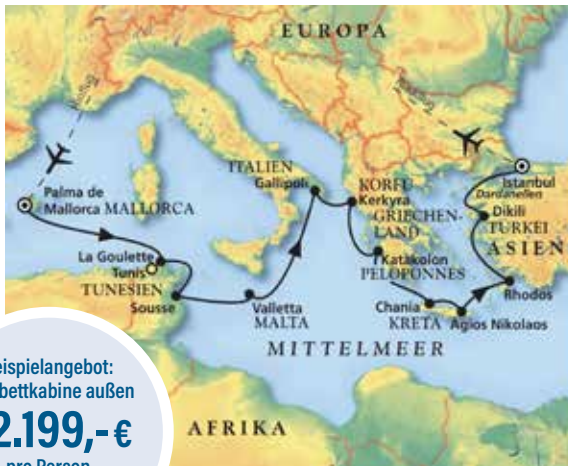 EUROPA
Hinflug
Rückflug
ITALIEN
Gallipoli
KORFU
Kerkyra
GRIECHEN-
LAND
Istanbul
Dardanellen
Dikili
TÜRKEI
ASIEN
Palma de
Mallorca MALLORCA
La Goulette
Tunis
TUNESIEN
Sousse
Katakolon
PELOPONNES
Valletta
MALTA
Chania
KRETA
Agios Nikolaos
Rhodos
MITTELMEER
AFRIKA
eispielangebot:
bettkabine außen
2.199,- €
pro Person